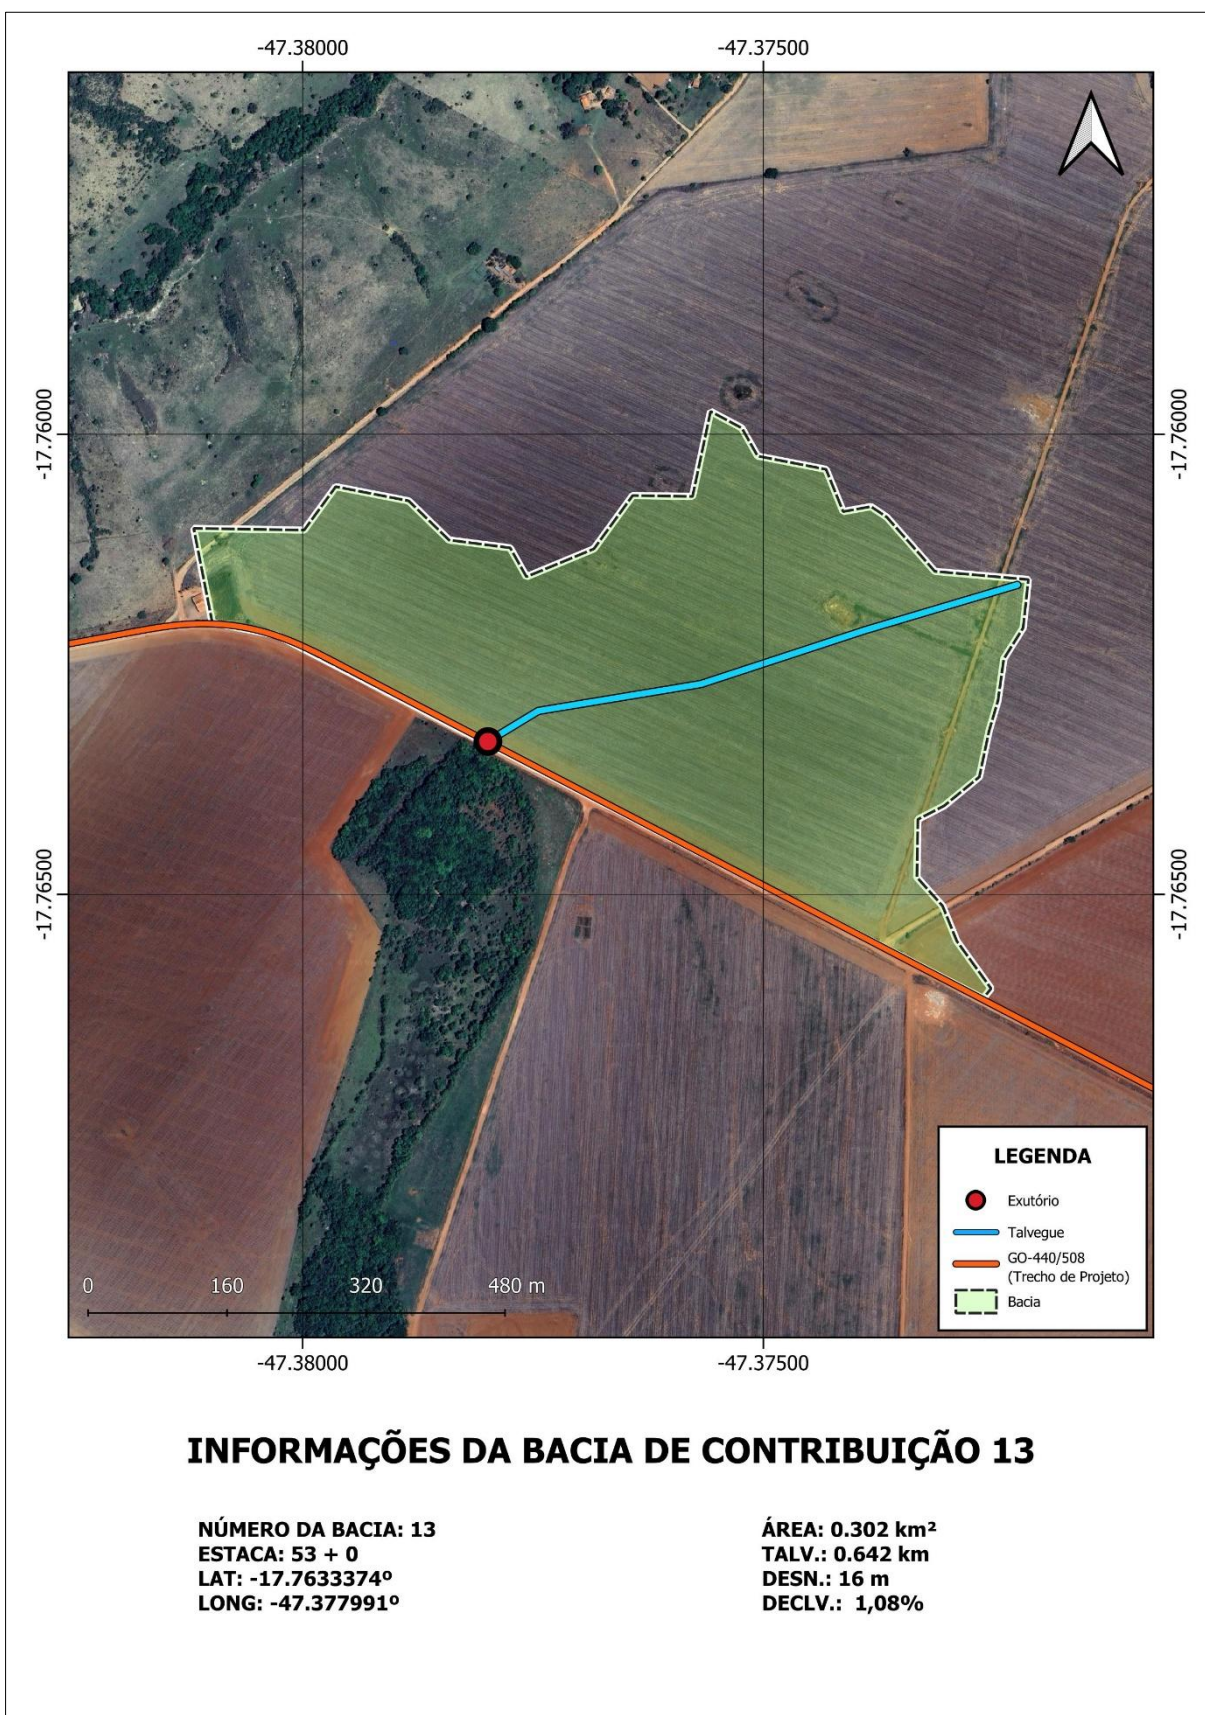 -47.38000
-47.37500
-17.76000
-17.76000
-17.76500
-17.76500
LEGENDA
Exutório
Talvegue
GO-440/508
(Trecho de Projeto)
Bacia
0
160
320
480 m
-47.38000
-47.37500
INFORMAÇÕES DA BACIA DE CONTRIBUIÇÃO 13
NÚMERO DA BACIA: 13
ESTACA: 53 + 0
LAT: -17.7633374º
LONG: -47.377991º
ÁREA: 0.302 km²
TALV.: 0.642 km
DESN.: 16 m
DECLV.: 1,08%